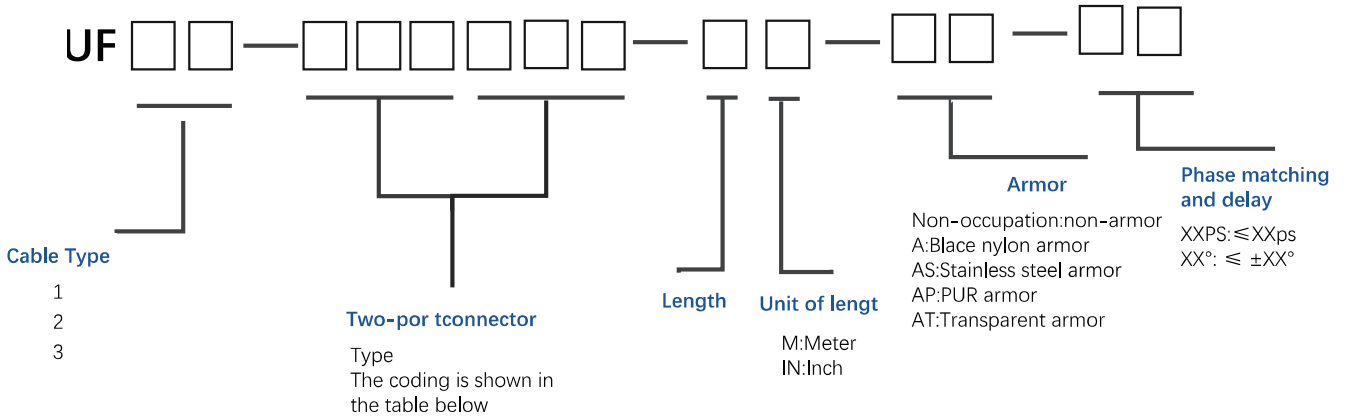 UF
Cable Type
1
2
3
Two-por tconnector
Type
The coding is shown in
the table below
Length
Unit of lengt
M:Meter
IN:Inch
Armor
Non-occupation:non-armor
A:Blace nylon armor
AS:Stainless steel armor
AP:PUR armor
AT:Transparent armor
Phase matching
and delay
XXPS:≤XXps
XX°: ≤ ±XX°